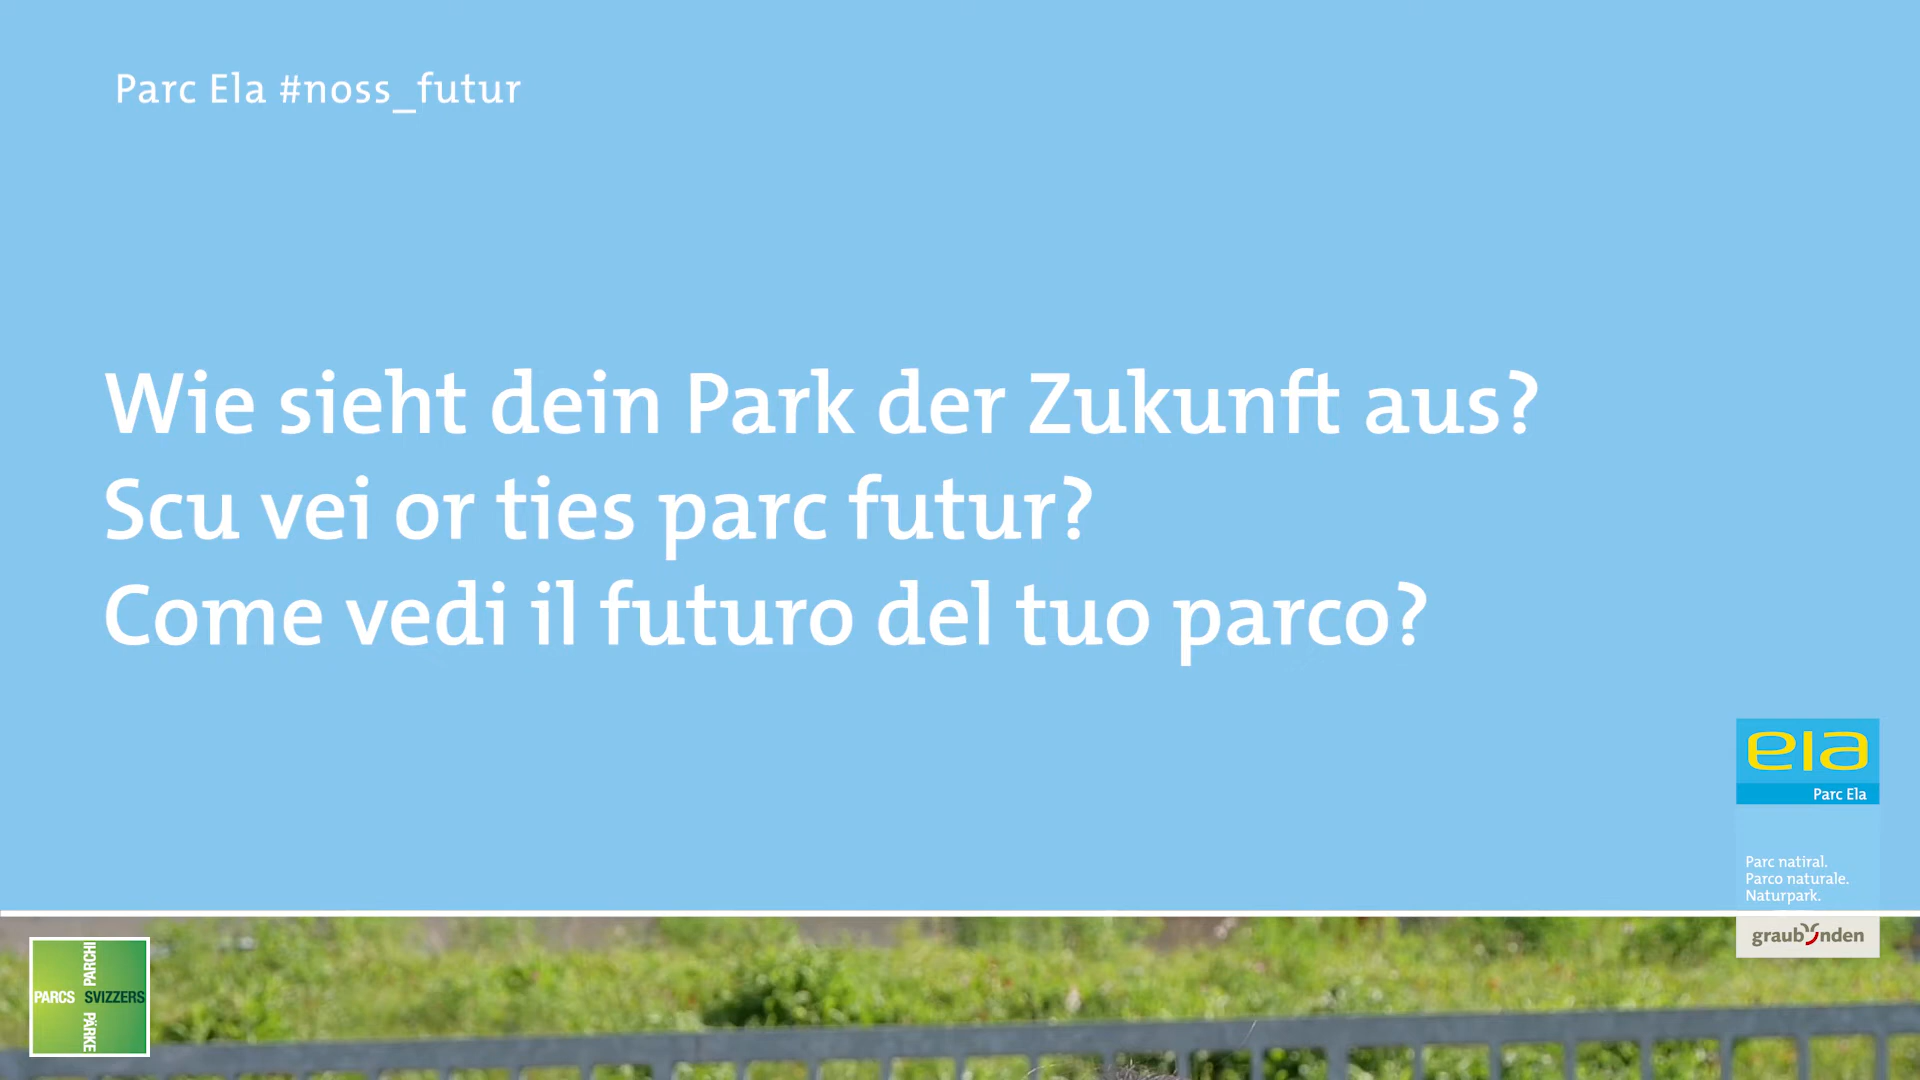 Parc Ela #noss_futur
Wie sieht dein Park der Zukunft aus?
Scu vei or ties parc futur?
Come vedi il futuro del tuo parco?
ela
Parc Ela
Parc natiral.
Parco naturale.
Naturpark.
graubünden
PARCHI
PARCS SVIZZERS
PÄRKE